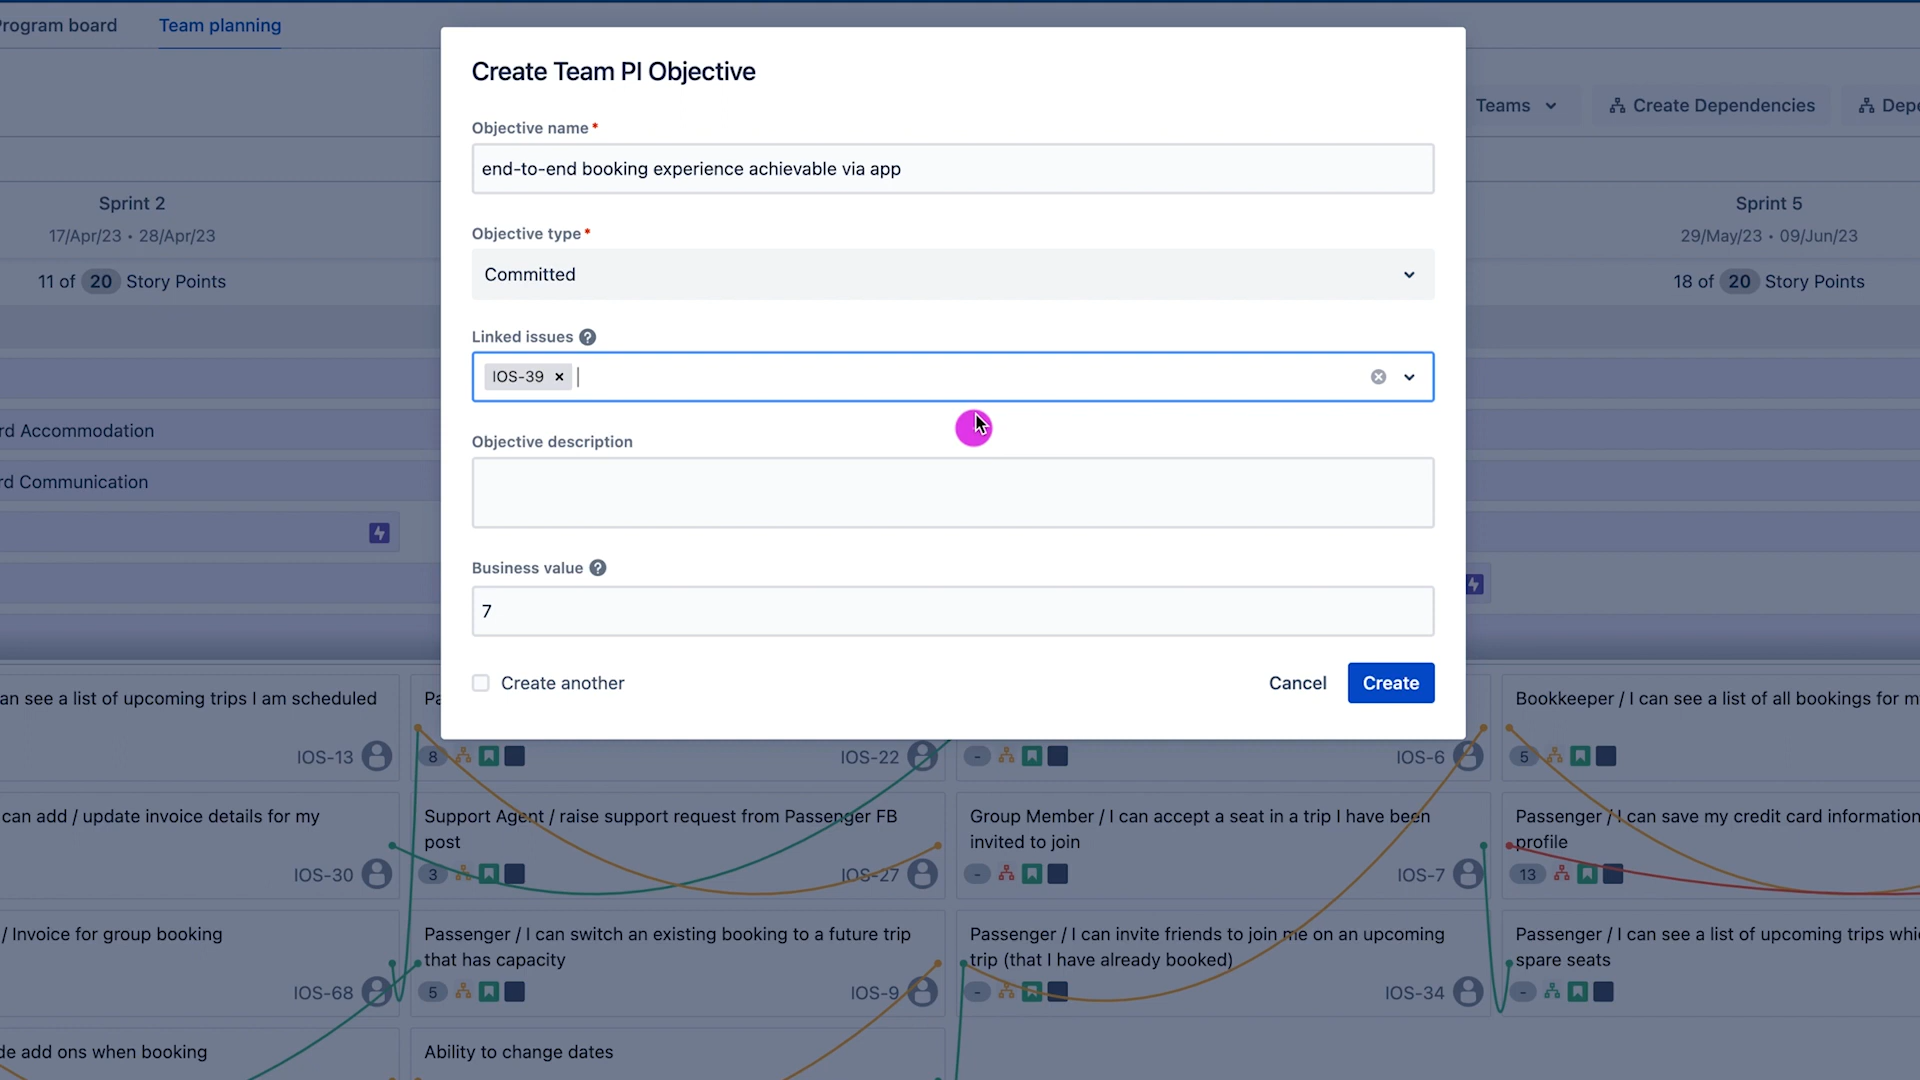 Program board
Team planning
Create Team PI Objective
Objective name *
end-to-end booking experience achievable via app
Objective type *
Committed
Linked issues ?
IOS-39 ×
Objective description
Business value ?
7
Create another
Cancel
Create
Teams
Create Dependencies
Depe
Sprint 2
17/Apr/23 • 28/Apr/23
11 of 20 Story Points
Sprint 5
29/May/23 • 09/Jun/23
18 of 20 Story Points
rd Accommodation
rd Communication
an see a list of upcoming trips I am scheduled
IOS-13
can add / update invoice details for my
IOS-30
/ Invoice for group booking
IOS-68
de add ons when booking
Pa
8
IOS-22
Support Agent / raise support request from Passenger FB
post
3
IOS-27
Passenger / I can switch an existing booking to a future trip
that has capacity
5
IOS-9
Ability to change dates
-
IOS-6
Group Member / I can accept a seat in a trip I have been
invited to join
-
IOS-7
Passenger / I can invite friends to join me on an upcoming
trip (that I have already booked)
-
IOS-34
Bookkeeper / I can see a list of all bookings for m
5
Passenger / I can save my credit card information
profile
13
Passenger / I can see a list of upcoming trips whi
spare seats
-